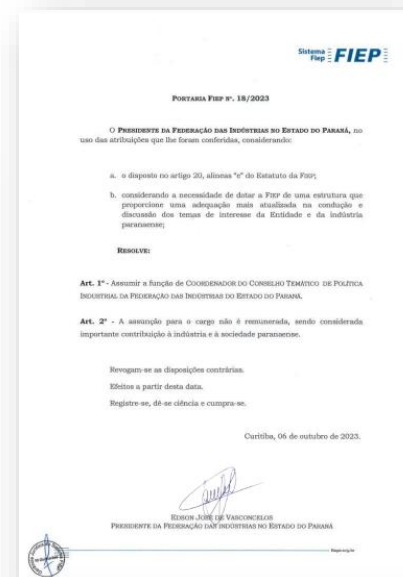 Sistema
Fiep
FIEP
PORTARIA FIEP Nº. 18/2023
O PRESIDENTE DA FEDERAÇÃO DAS INDÚSTRIAS NO ESTADO DO PARANÁ, no
uso das atribuições que lhe foram conferidas, considerando:
a. o disposto no artigo 20, alíneas "e" do Estatuto da FIEP;
b. considerando a necessidade de dotar a FIEP de uma estrutura que
proporcione uma adequação mais atualizada na condução e
discussão dos temas de interesse da Entidade e da indústria
paranaense;
RESOLVE:
Art. 1º - Assumir a função de COORDENADOR DO CONSELHO TEMÁTICO DE POLÍTICA
INDUSTRIAL DA FEDERAÇÃO DAS INDÚSTRIAS DO ESTADO DO PARANÁ.
Art. 2º - A assunção para o cargo não é remunerada, sendo considerada
importante contribuição à indústria e à sociedade paranaense.
Revogam-se as disposições contrárias.
Efeitos a partir desta data.
Registre-se, dê-se ciência e cumpra-se.
Curitiba, 06 de outubro de 2023.
EDSON JOSÉ DE VASCONCELOS
PRESIDENTE DA FEDERAÇÃO DAS INDÚSTRIAS NO ESTADO DO PARANÁ